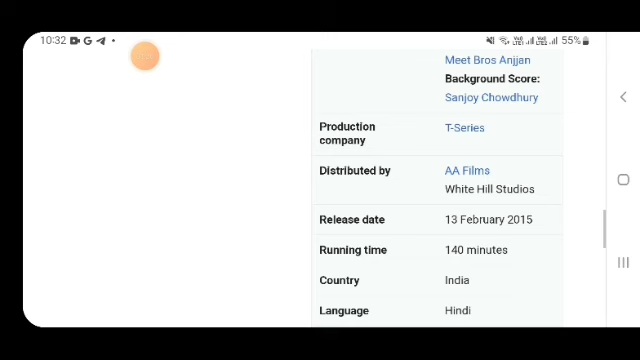 10:32 G 55%
Meet Bros Anjjan
Background Score:
Sanjoy Chowdhury
Production company T-Series
Distributed by AA Films
White Hill Studios
Release date 13 February 2015
Running time 140 minutes
Country India
Language Hindi